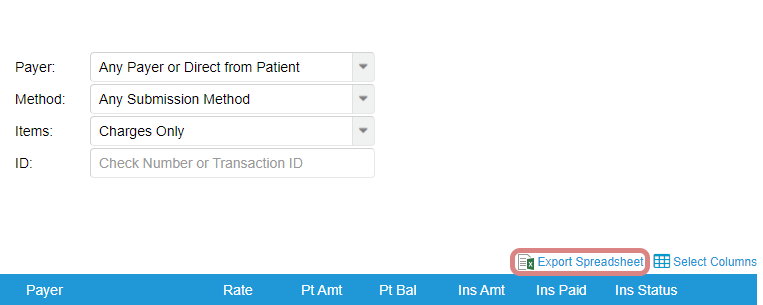 Payer: Any Payer or Direct from Patient
Method: Any Submission Method
Items: Charges Only
ID: Check Number or Transaction ID
Export Spreadsheet Select Columns
Payer Rate Pt Amt Pt Bal Ins Amt Ins Paid Ins Status